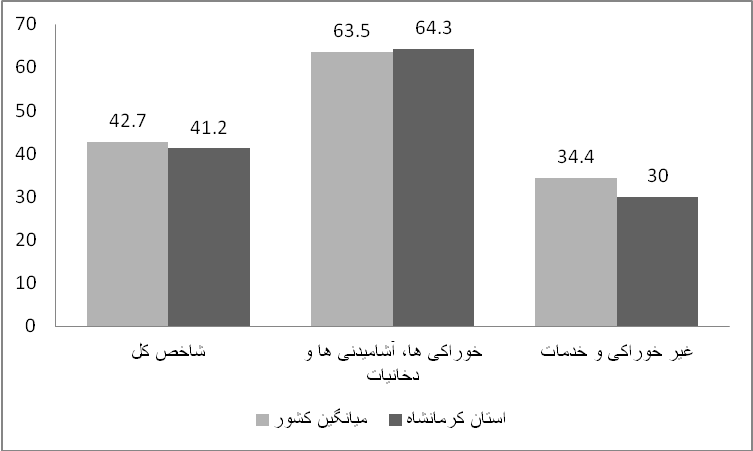 70
60
50
40
30
20
10
0
42.7
41.2
63.5
64.3
34.4
30
شاخص کل
خوراکی ها، آشامیدنی ها و
دخانیات
غیر خوراکی و خدمات
میانگین کشور
استان کرمانشاه